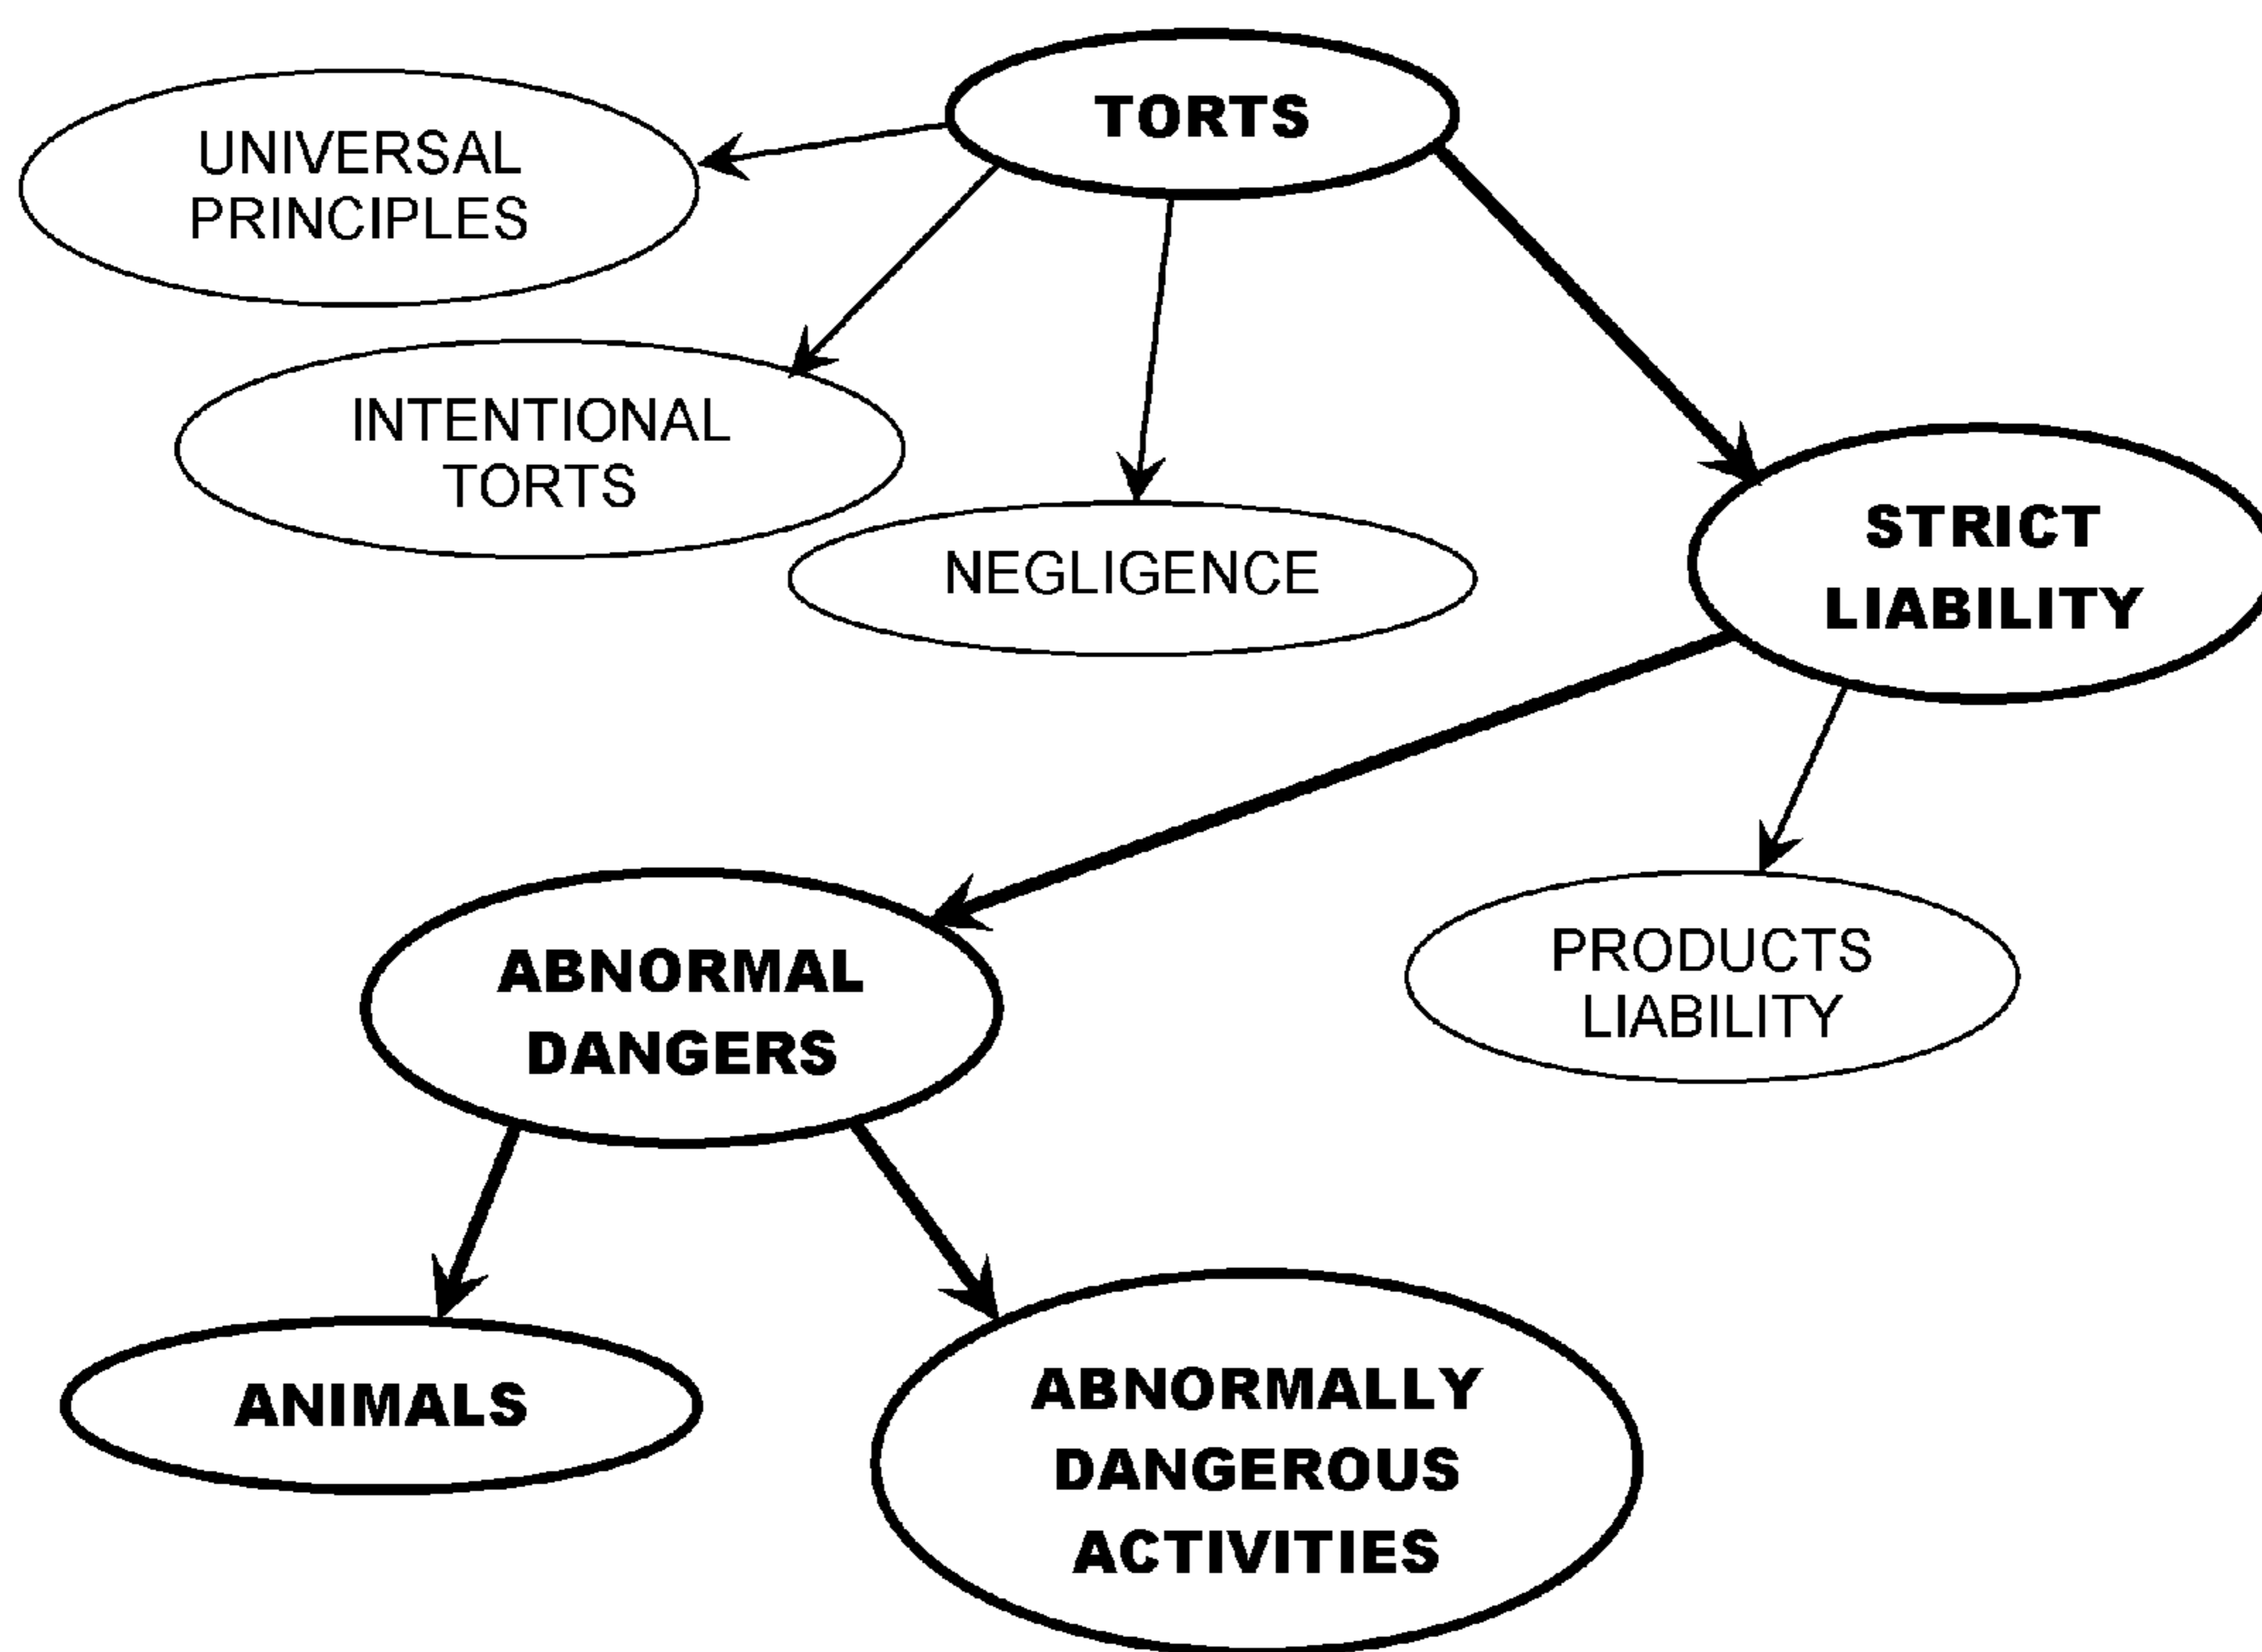 TORTS
UNIVERSAL
PRINCIPLES
INTENTIONAL
TORTS
NEGLIGENCE
STRICT
LIABILITY
ABNORMAL
DANGERS
PRODUCTS
LIABILITY
ANIMALS
ABNORMALLY
DANGEROUS
ACTIVITIES